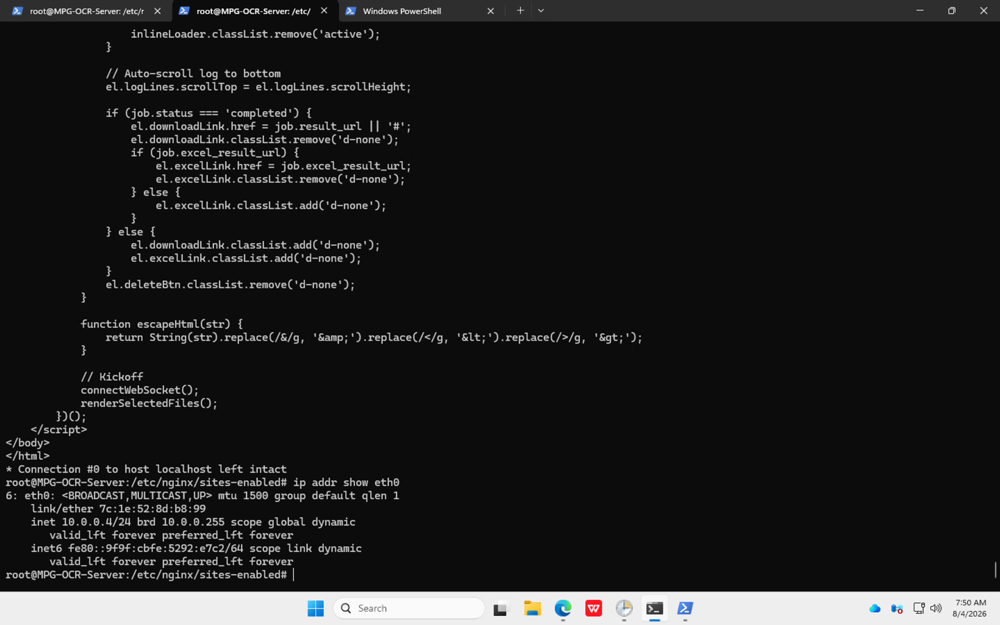 root@MPG-OCR-Server: /etc/r
root@MPG-OCR-Server: /etc/
Windows PowerShell
inlineLoader.classList.remove('active');
}
// Auto-scroll log to bottom
el.logLines.scrollTop = el.logLines.scrollHeight;
if (job.status === 'completed') {
el.downloadLink.href = job.result_url || '#';
el.downloadLink.classList.remove('d-none');
if (job.excel_result_url) {
el.excelLink.href = job.excel_result_url;
el.excelLink.classList.remove('d-none');
} else {
el.excelLink.classList.add('d-none');
}
} else {
el.downloadLink.classList.add('d-none');
el.excelLink.classList.add('d-none');
}
el.deleteBtn.classList.remove('d-none');
}
function escapeHtml(str) {
return String(str).replace(/&/g, '&amp;').replace(/</g, '&lt;').replace(/>/g, '&gt;');
}
// Kickoff
connectWebSocket();
renderSelectedFiles();
})();
</script>
</body>
</html>
* Connection #0 to host localhost left intact
root@MPG-OCR-Server:/etc/nginx/sites-enabled# ip addr show eth0
6: eth0: <BROADCAST,MULTICAST,UP> mtu 1500 group default qlen 1
link/ether 7c:1e:52:8d:b8:99
inet 10.0.0.4/24 brd 10.0.0.255 scope global dynamic
valid_lft forever preferred_lft forever
inet6 fe80::9f9f:cbfe:5292:e7c2/64 scope link dynamic
valid_lft forever preferred_lft forever
root@MPG-OCR-Server:/etc/nginx/sites-enabled#
Search
7:50 AM
8/4/2026